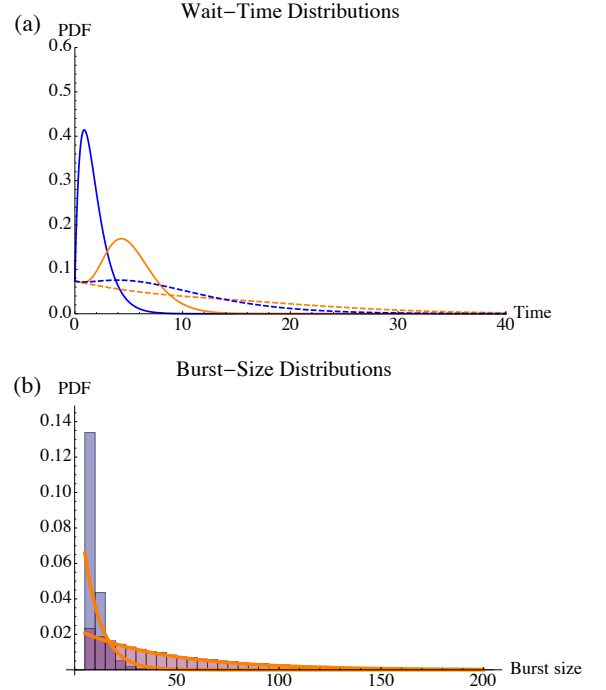 Wait−Time Distributions
(a)
PDF
0.6
0.5
0.4
0.3
0.2
0.1
0.0
0 10 20 30 40 Time
Burst−Size Distributions
(b)
PDF
0.14
0.12
0.10
0.08
0.06
0.04
0.02
50 100 150 200 Burst size